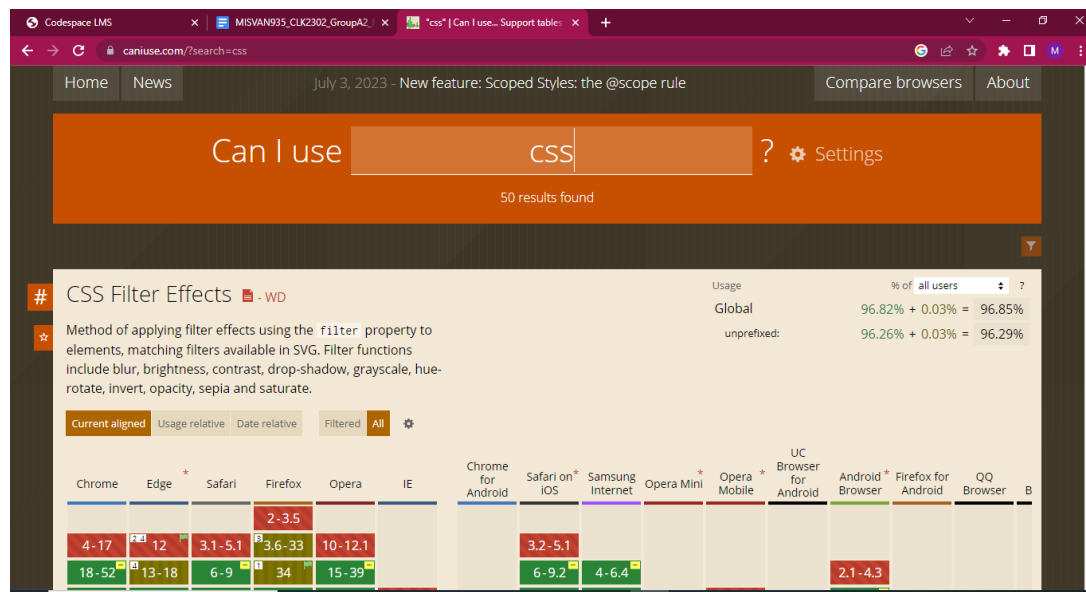 Codespace LMS
MISVAN935_CLK2302_GroupA2_
"css" | Can I use... Support tables
caniuse.com/?search=css
M
Home
News
July 3, 2023 - New feature: Scoped Styles: the @scope rule
Compare browsers
About
Can I use
css
?
Settings
50 results found
#
CSS Filter Effects - WD
Method of applying filter effects using the filter property to
elements, matching filters available in SVG. Filter functions
include blur, brightness, contrast, drop-shadow, grayscale, hue-
rotate, invert, opacity, sepia and saturate.
Usage
% of all users ?
Global 96.82% + 0.03% = 96.85%
unprefixed: 96.26% + 0.03% = 96.29%
Current aligned Usage relative Date relative Filtered All
Chrome Edge * Safari Firefox Opera IE Chrome for Android Safari on iOS * Samsung Internet Opera Mini * Opera Mobile * UC Browser for Android Android Browser * Firefox for Android QQ Browser B
2-3.5
4-17 2 4 12 3.1-5.1 3 3.6-33 10-12.1 3.2-5.1
18-52 4 13-18 6-9 1 34 15-39 6-9.2 4-6.4 2.1-4.3